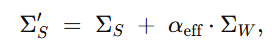 Σ′_S = Σ_S + α_eff · Σ_W,